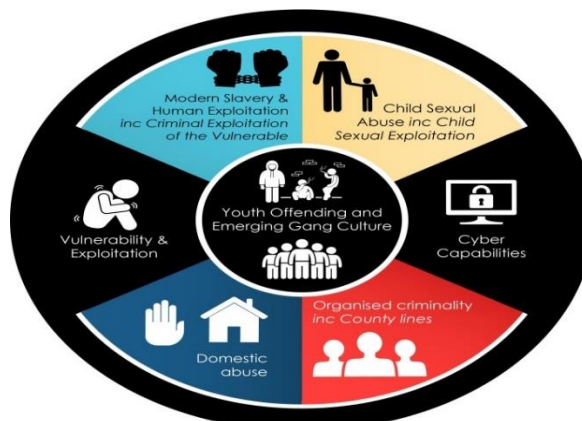 Modern Slavery &
Human Exploitation
inc Criminal Exploitation
of the Vulnerable
Child Sexual
Abuse inc Child
Sexual Exploitation
Vulnerability &
Exploitation
Youth Offending and
Emerging Gang Culture
Cyber
Capabilities
Domestic
abuse
Organised criminality
inc County lines